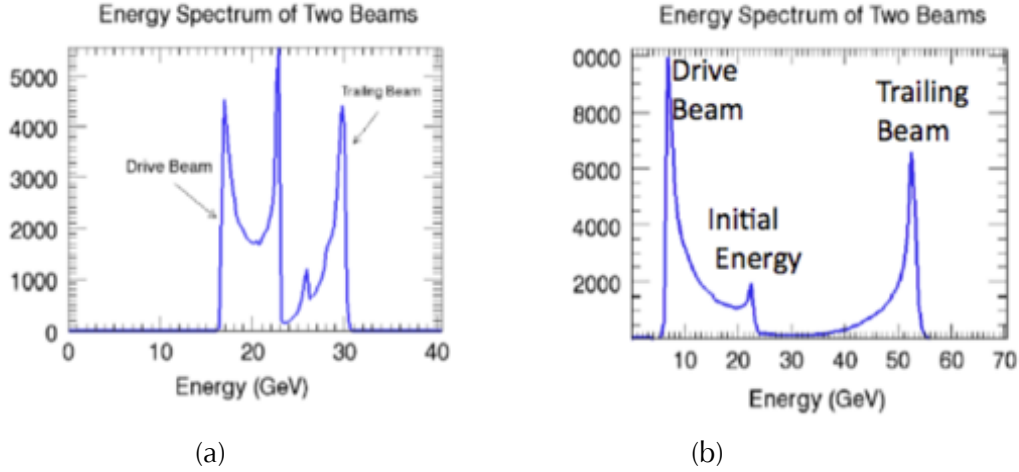 Energy Spectrum of Two Beams
5000
4000
3000
2000
1000
0
0 10 20 30 40
Energy (GeV)
Drive Beam
Trailing Beam
(a)
Energy Spectrum of Two Beams
0000
8000
6000
4000
2000
10 20 30 40 50 60 70
Energy (GeV)
Drive
Beam
Initial
Energy
Trailing
Beam
(b)